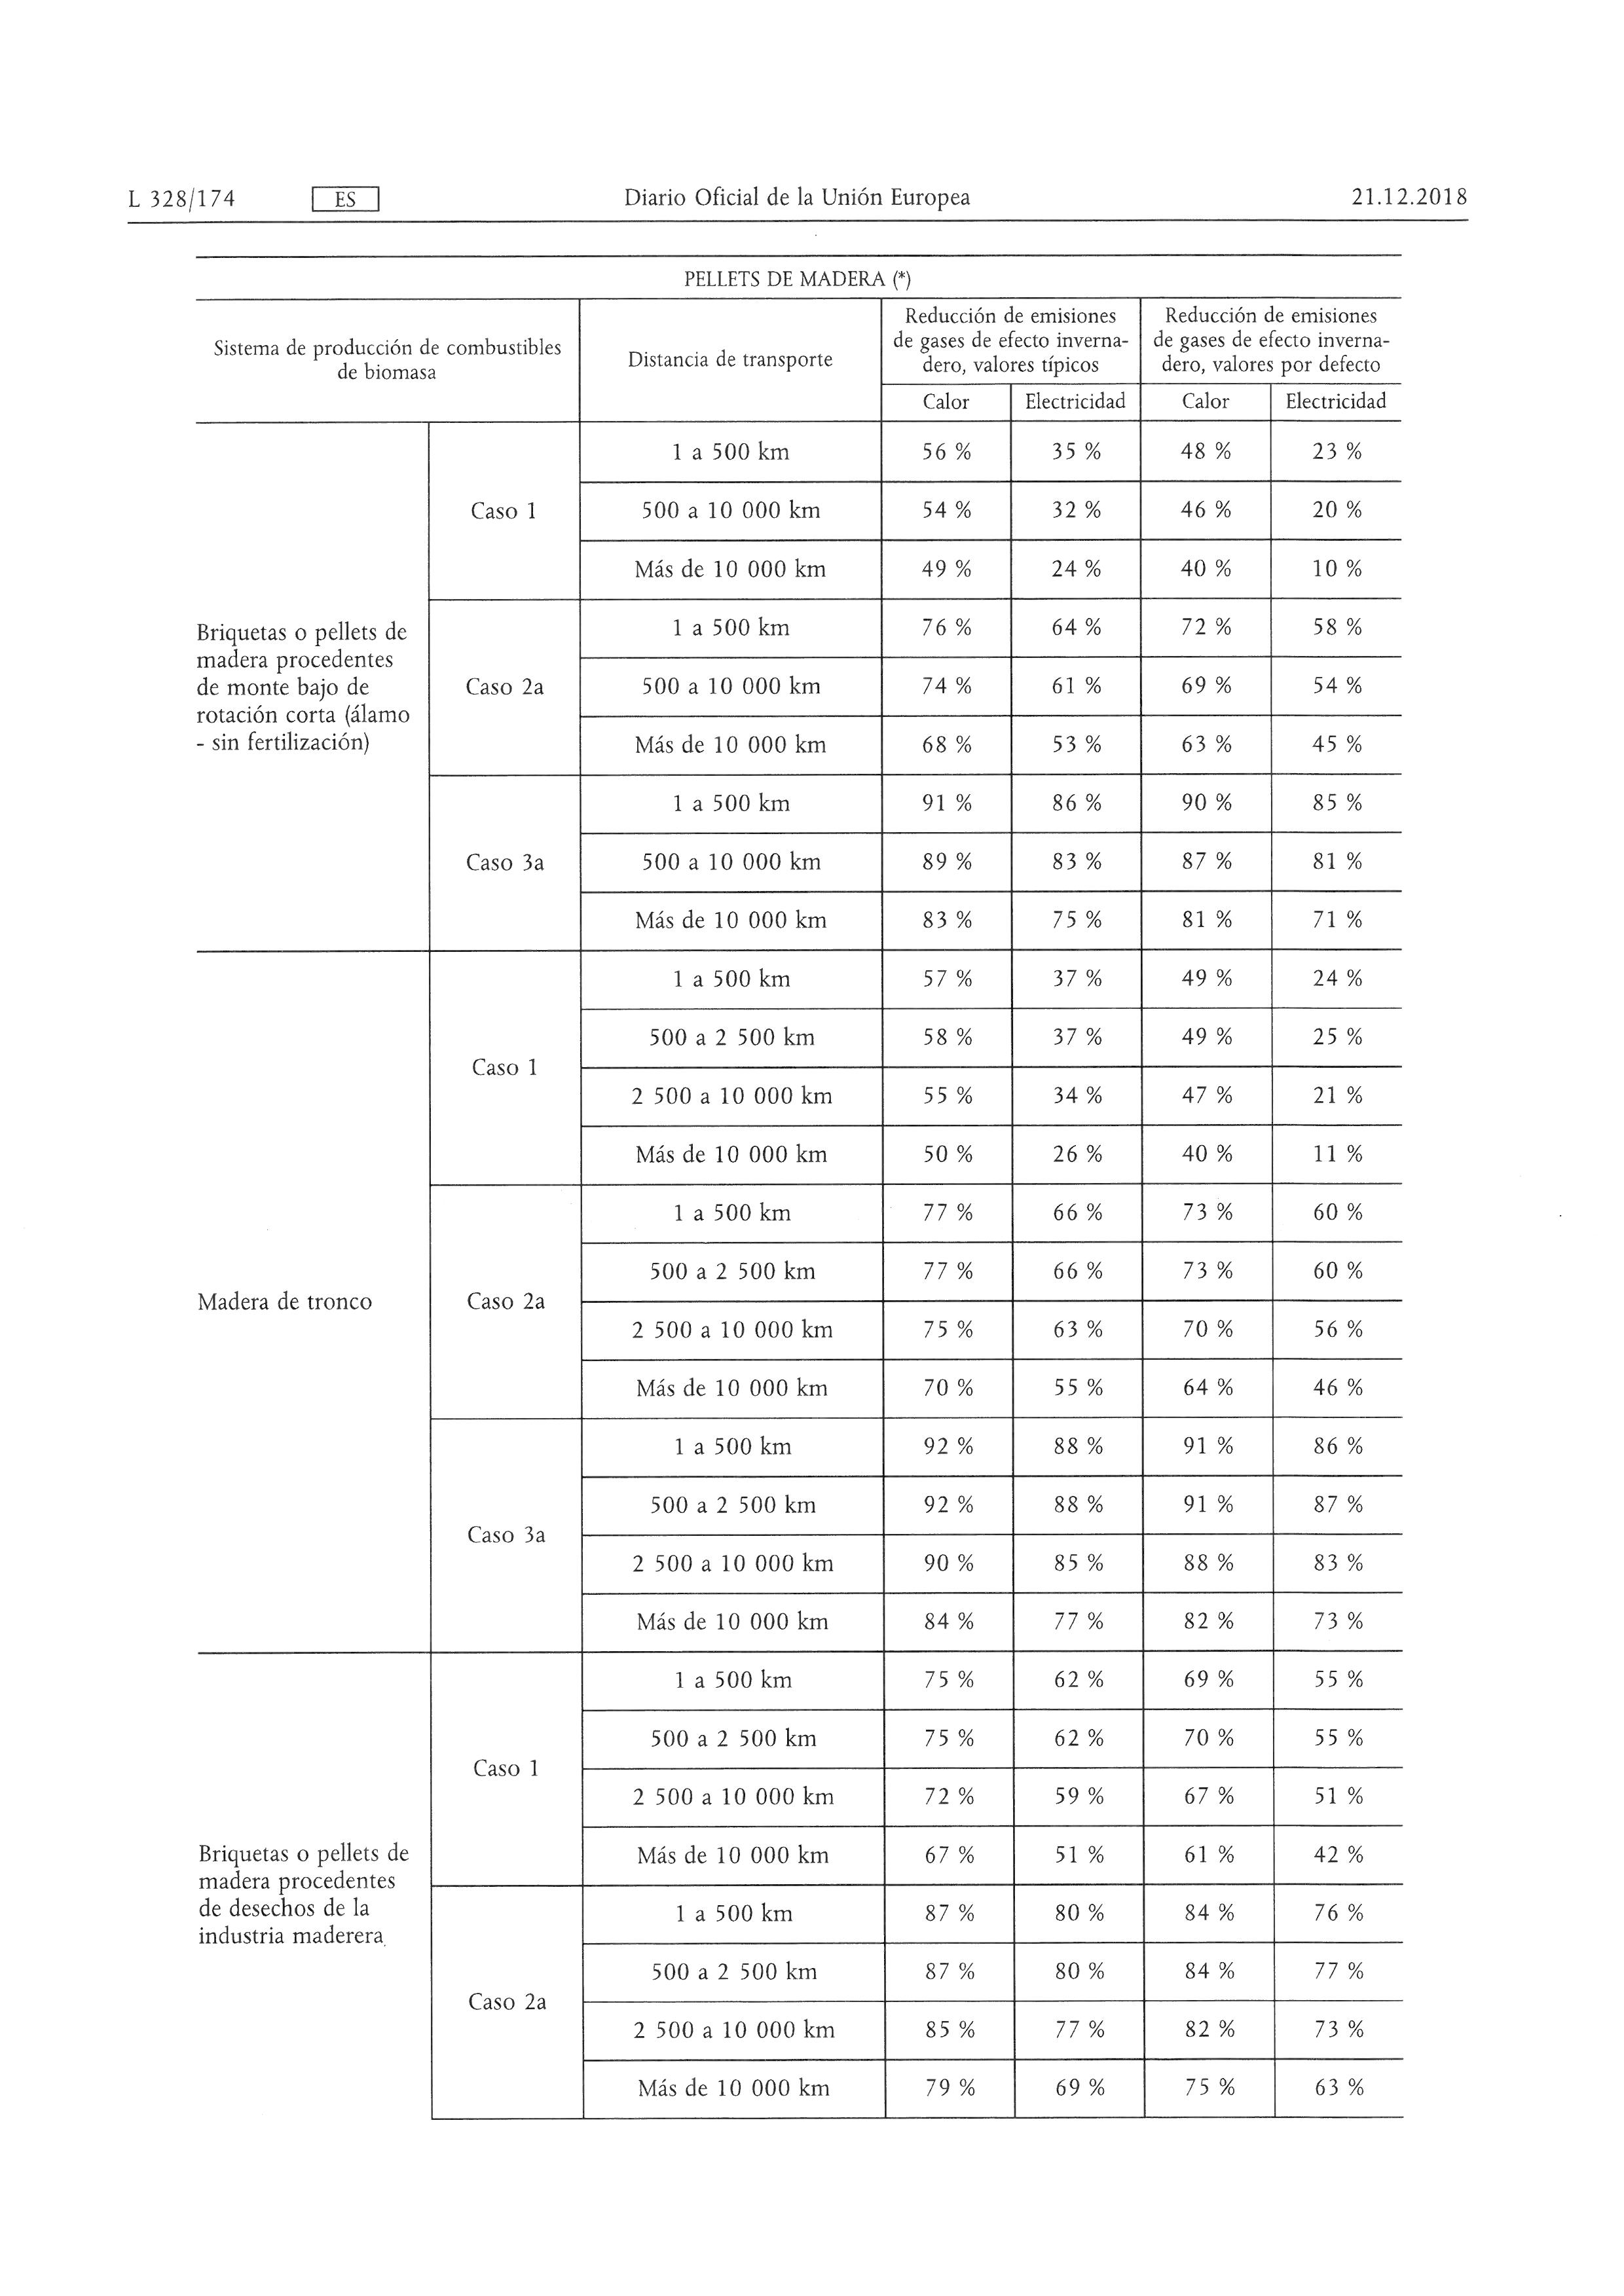 L 328/174 ES Diario Oficial de la Unión Europea 21.12.2018
PELLETS DE MADERA (*)
Sistema de producción de combustibles
de biomasa
Distancia de transporte
Reducción de emisiones
de gases de efecto inverna-
dero, valores típicos
Reducción de emisiones
de gases de efecto inverna-
dero, valores por defecto
Calor Electricidad Calor Electricidad
Briquetas o pellets de
madera procedentes
de monte bajo de
rotación corta (álamo
- sin fertilización)
Caso 1
1 a 500 km 56 % 35 % 48 % 23 %
500 a 10 000 km 54 % 32 % 46 % 20 %
Más de 10 000 km 49 % 24 % 40 % 10 %
Caso 2a
1 a 500 km 76 % 64 % 72 % 58 %
500 a 10 000 km 74 % 61 % 69 % 54 %
Más de 10 000 km 68 % 53 % 63 % 45 %
Caso 3a
1 a 500 km 91 % 86 % 90 % 85 %
500 a 10 000 km 89 % 83 % 87 % 81 %
Más de 10 000 km 83 % 75 % 81 % 71 %
Madera de tronco
Caso 1
1 a 500 km 57 % 37 % 49 % 24 %
500 a 2 500 km 58 % 37 % 49 % 25 %
2 500 a 10 000 km 55 % 34 % 47 % 21 %
Más de 10 000 km 50 % 26 % 40 % 11 %
Caso 2a
1 a 500 km 77 % 66 % 73 % 60 %
500 a 2 500 km 77 % 66 % 73 % 60 %
2 500 a 10 000 km 75 % 63 % 70 % 56 %
Más de 10 000 km 70 % 55 % 64 % 46 %
Caso 3a
1 a 500 km 92 % 88 % 91 % 86 %
500 a 2 500 km 92 % 88 % 91 % 87 %
2 500 a 10 000 km 90 % 85 % 88 % 83 %
Más de 10 000 km 84 % 77 % 82 % 73 %
Briquetas o pellets de
madera procedentes
de desechos de la
industria maderera
Caso 1
1 a 500 km 75 % 62 % 69 % 55 %
500 a 2 500 km 75 % 62 % 70 % 55 %
2 500 a 10 000 km 72 % 59 % 67 % 51 %
Más de 10 000 km 67 % 51 % 61 % 42 %
Caso 2a
1 a 500 km 87 % 80 % 84 % 76 %
500 a 2 500 km 87 % 80 % 84 % 77 %
2 500 a 10 000 km 85 % 77 % 82 % 73 %
Más de 10 000 km 79 % 69 % 75 % 63 %